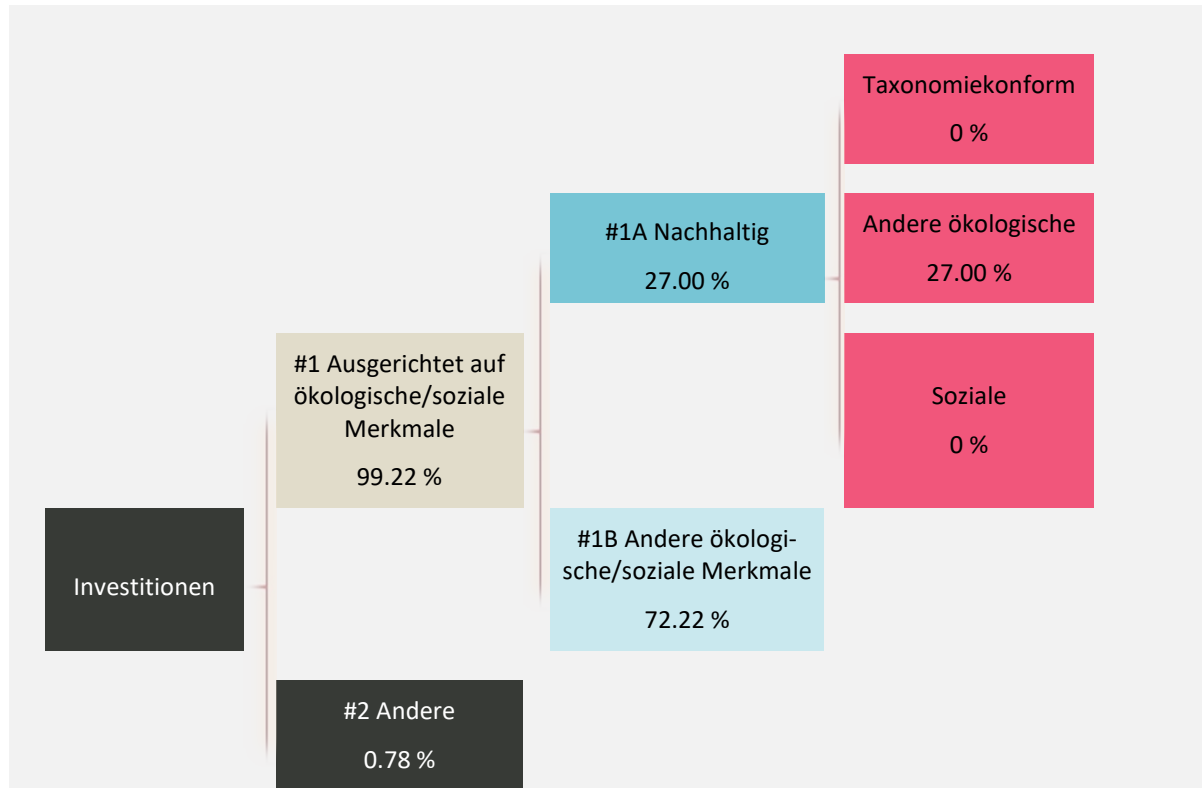 Taxonomiekonform
0 %
#1A Nachhaltig
27.00 %
Andere ökologische
27.00 %
#1 Ausgerichtet auf
ökologische/soziale
Merkmale
99.22 %
Soziale
0 %
Investitionen
#1B Andere ökologi-
sche/soziale Merkmale
72.22 %
#2 Andere
0.78 %